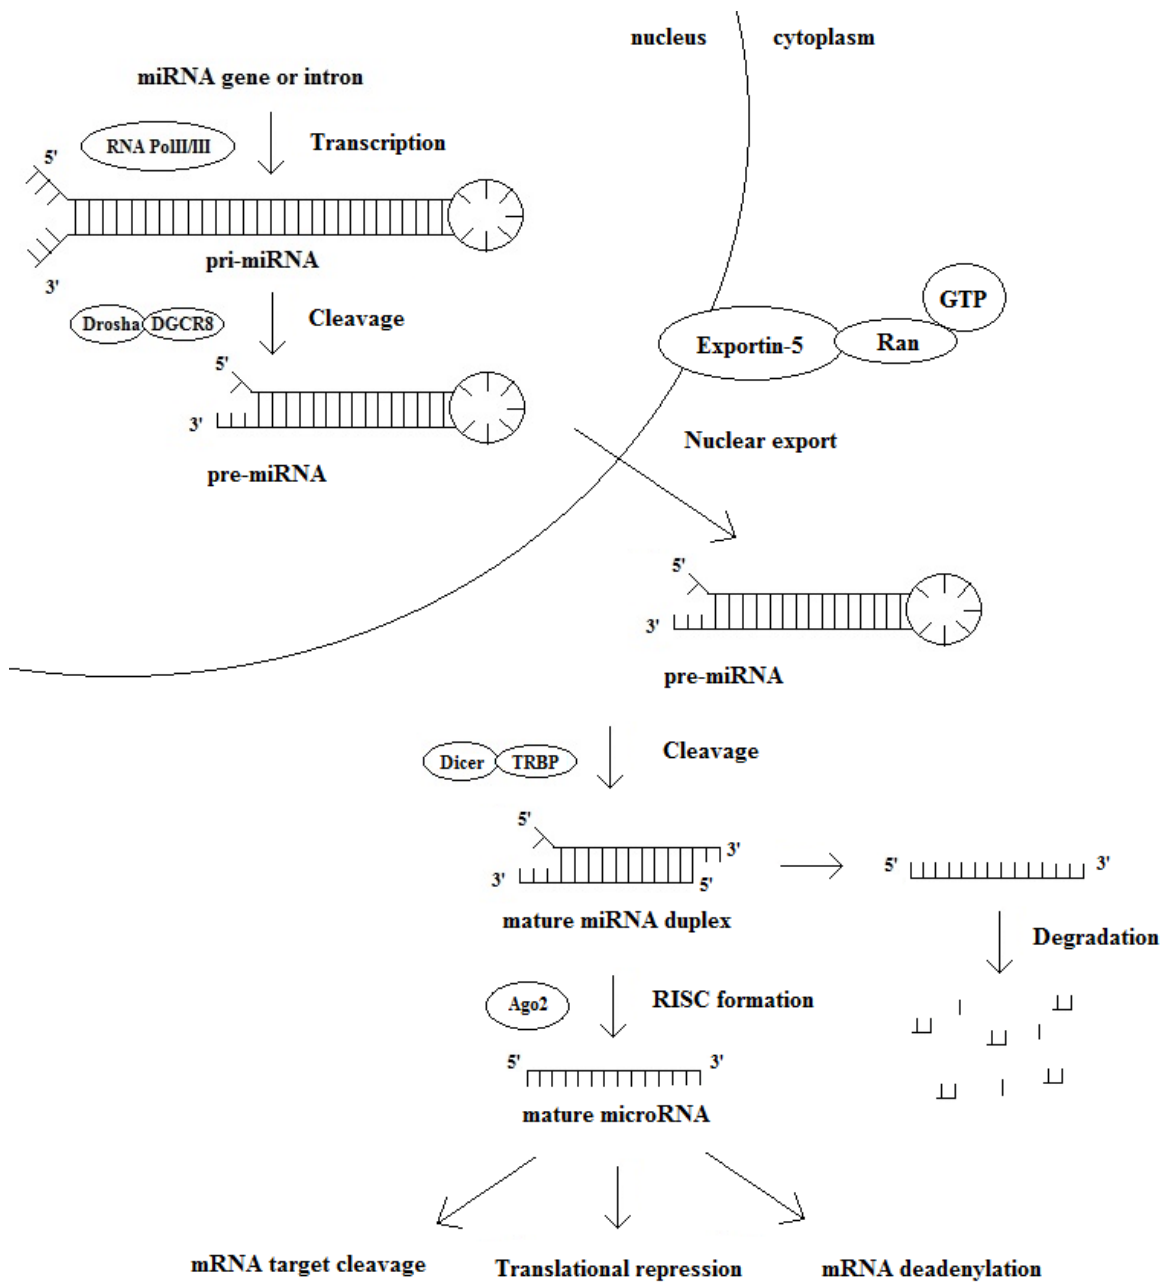 nucleus
cytoplasm
miRNA gene or intron
RNA PolII/III
Transcription
5'
pri-miRNA
3'
Drosha
DGCR8
Cleavage
GTP
Exportin-5
Ran
5'
3'
pre-miRNA
Nuclear export
5'
3'
pre-miRNA
Dicer
TRBP
Cleavage
5'
3'
3'
5'
mature miRNA duplex
5'
3'
Degradation
Ago2
RISC formation
5'
3'
mature microRNA
mRNA target cleavage
Translational repression
mRNA deadenylation